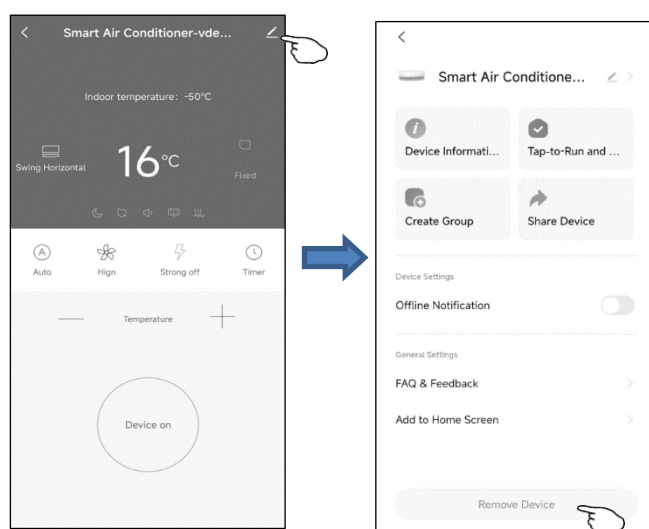 Smart Air Conditioner-vde...
Indoor temperature: -50°C
Swing Horizontal
16°C
Fixed
Auto
Hign
Strong off
Timer
Temperature
Device on
Smart Air Conditione...
Device Informati...
Tap-to-Run and ...
Create Group
Share Device
Device Settings
Offline Notification
General Settings
FAQ & Feedback
Add to Home Screen
Remove Device